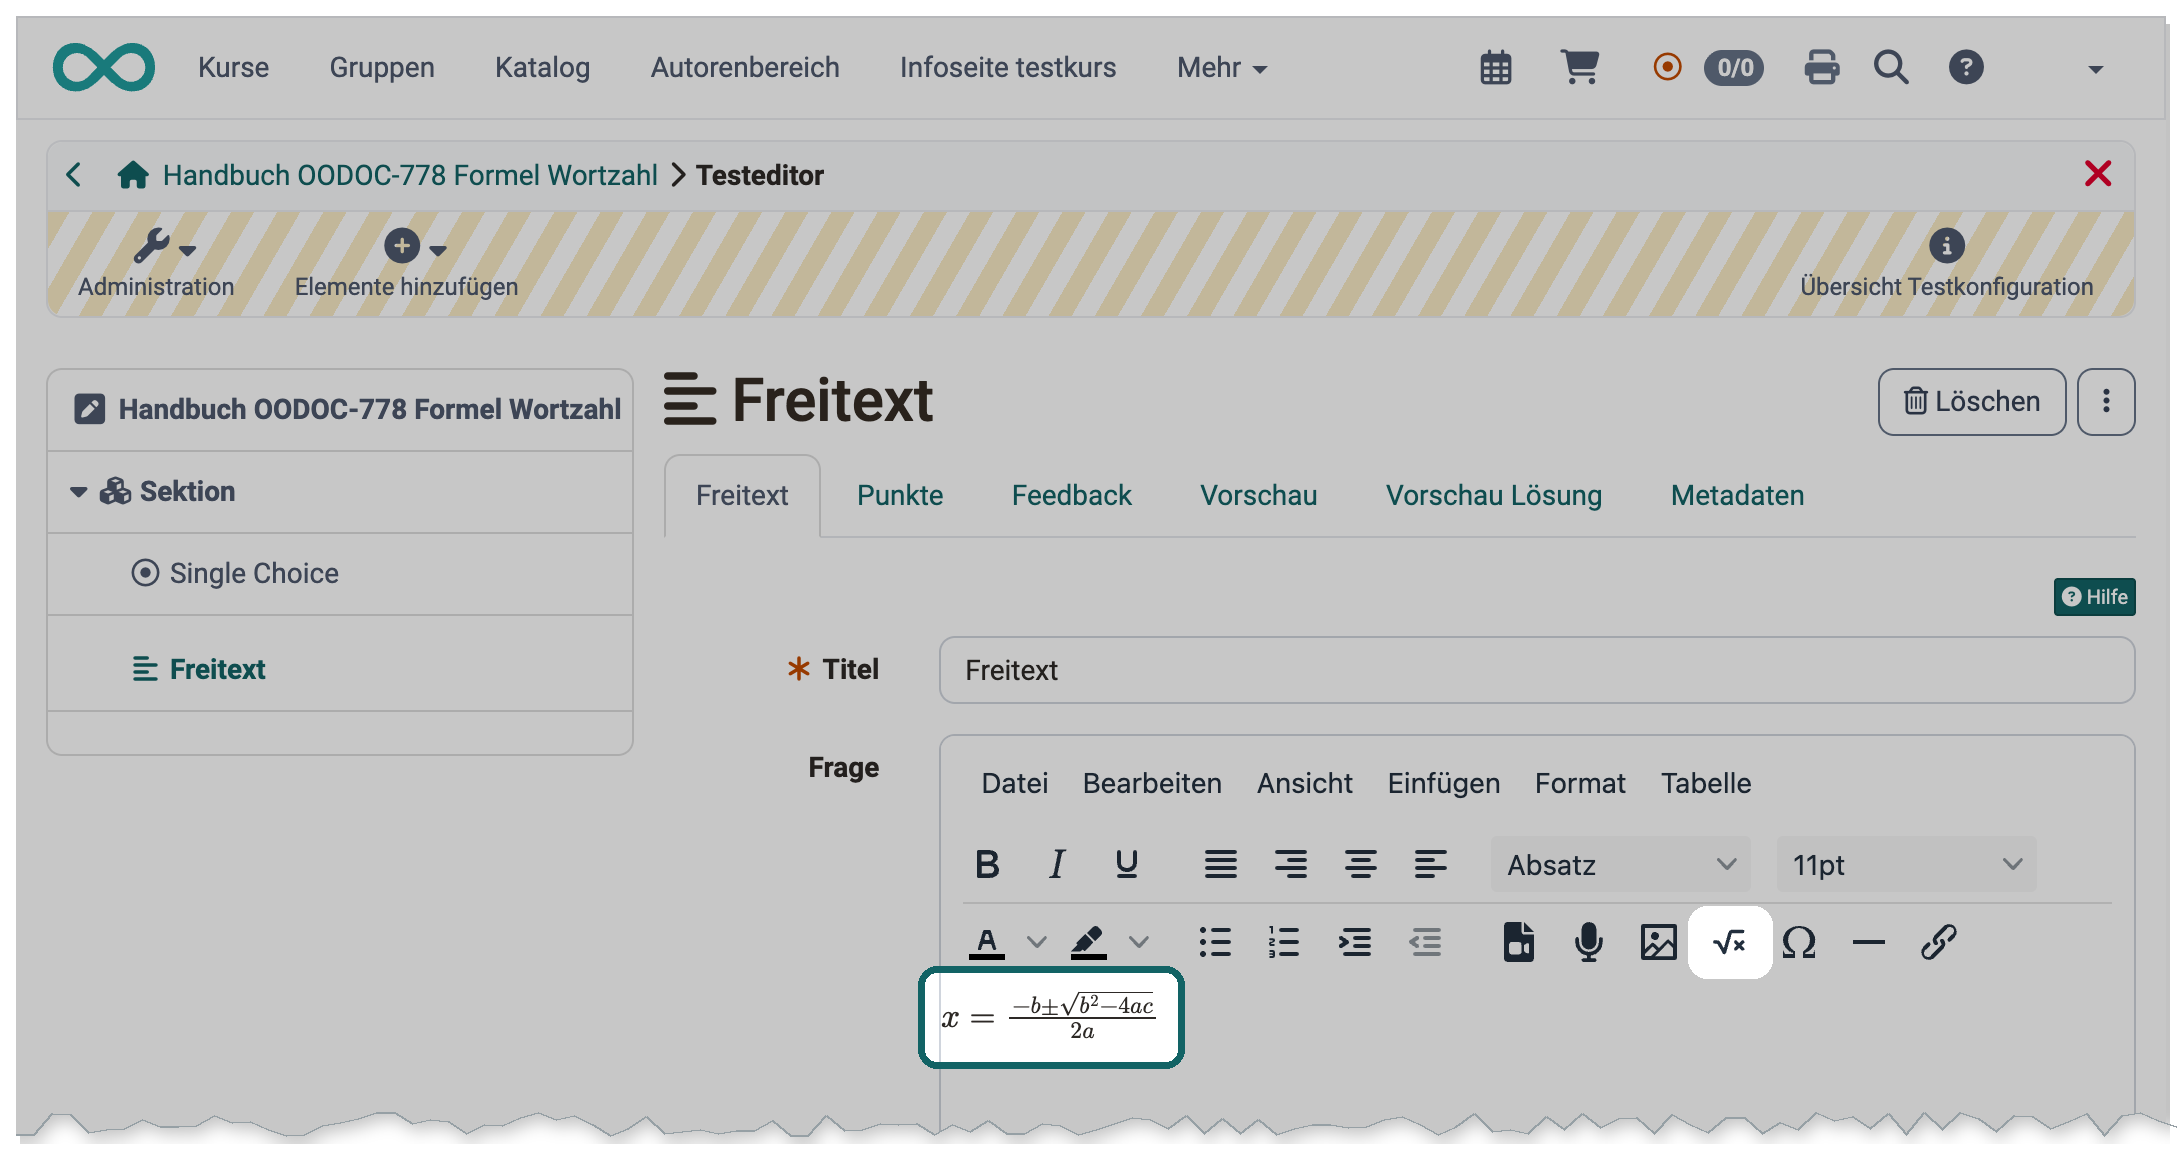 Kurse Gruppen Katalog Autorenbereich Infoseite testkurs Mehr 0/0
Handbuch OODOC-778 Formel Wortzahl Testeditor
Administration Elemente hinzufügen Übersicht Testkonfiguration
Handbuch OODOC-778 Formel Wortzahl
Sektion
Single Choice
Freitext
Freitext
Löschen
Freitext Punkte Feedback Vorschau Vorschau Lösung Metadaten
Hilfe
* Titel Freitext
Frage
Datei Bearbeiten Ansicht Einfügen Format Tabelle
B I U Absatz 11pt
A √x Ω
x = −b±√b²−4ac / 2a